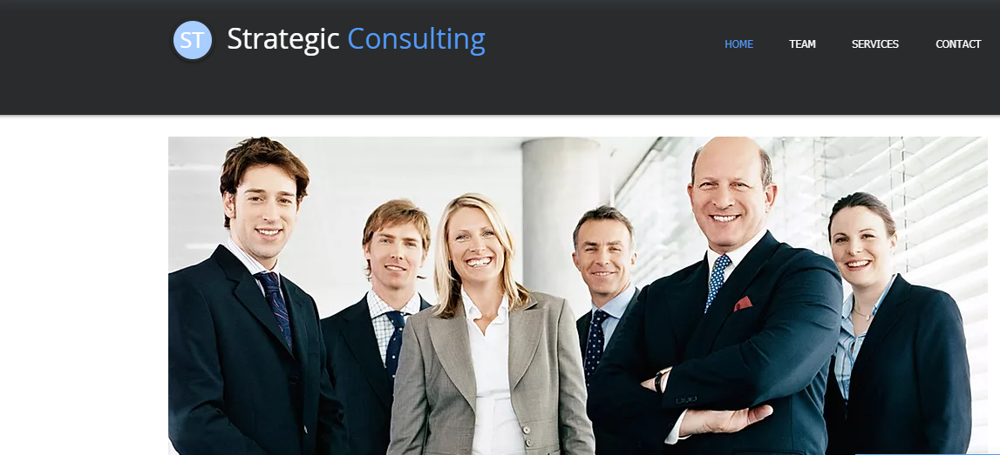 ST Strategic Consulting
HOME TEAM SERVICES CONTACT